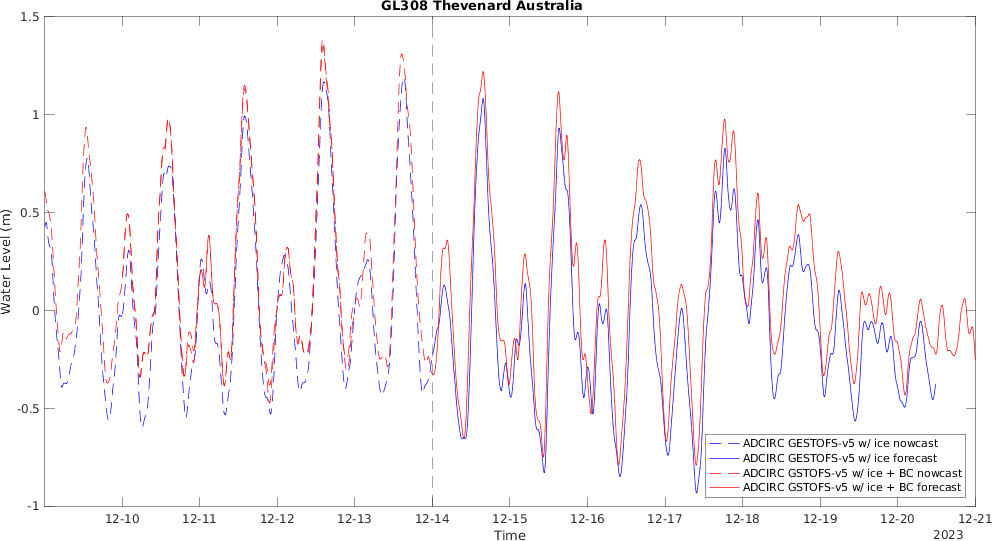 GL308 Thevenard Australia
1.5
1
0.5
0
-0.5
-1
Water Level (m)
ADCIRC GESTOFS-v5 w/ ice nowcast
ADCIRC GESTOFS-v5 w/ ice forecast
ADCIRC GSTOFS-v5 w/ ice + BC nowcast
ADCIRC GSTOFS-v5 w/ ice + BC forecast
12-10 12-11 12-12 12-13 12-14 12-15 12-16 12-17 12-18 12-19 12-20 12-21
Time
2023